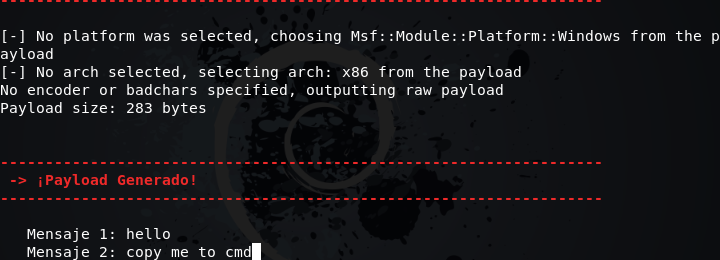 -------------------------------------------------------------------
[-] No platform was selected, choosing Msf::Module::Platform::Windows from the p
ayload
[-] No arch selected, selecting arch: x86 from the payload
No encoder or badchars specified, outputting raw payload
Payload size: 283 bytes
-------------------------------------------------------------------
-> ¡Payload Generado!
-------------------------------------------------------------------
Mensaje 1: hello
Mensaje 2: copy me to cmd